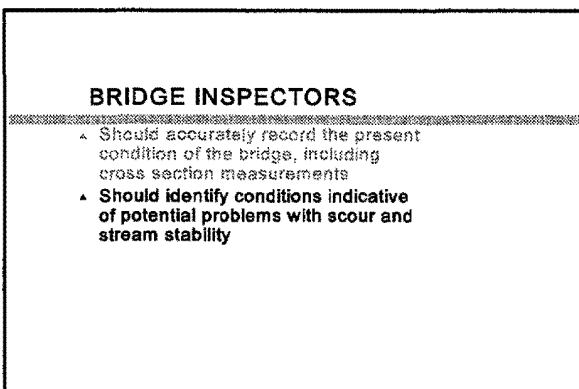 BRIDGE INSPECTORS
▲ Should accurately record the present
condition of the bridge, including
cross section measurements
▲ Should identify conditions indicative
of potential problems with scour and
stream stability